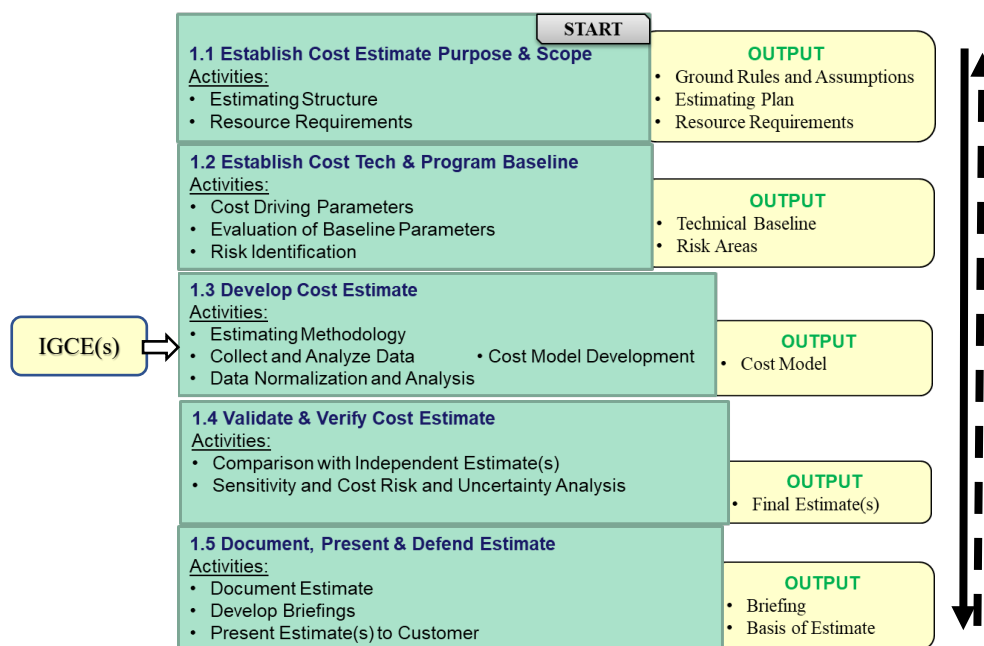 START
1.1 Establish Cost Estimate Purpose & Scope
Activities:
• Estimating Structure
• Resource Requirements
OUTPUT
• Ground Rules and Assumptions
• Estimating Plan
• Resource Requirements
1.2 Establish Cost Tech & Program Baseline
Activities:
• Cost Driving Parameters
• Evaluation of Baseline Parameters
• Risk Identification
OUTPUT
• Technical Baseline
• Risk Areas
IGCE(s)
1.3 Develop Cost Estimate
Activities:
• Estimating Methodology
• Collect and Analyze Data • Cost Model Development
• Data Normalization and Analysis
OUTPUT
• Cost Model
1.4 Validate & Verify Cost Estimate
Activities:
• Comparison with Independent Estimate(s)
• Sensitivity and Cost Risk and Uncertainty Analysis
OUTPUT
• Final Estimate(s)
1.5 Document, Present & Defend Estimate
Activities:
• Document Estimate
• Develop Briefings
• Present Estimate(s) to Customer
OUTPUT
• Briefing
• Basis of Estimate